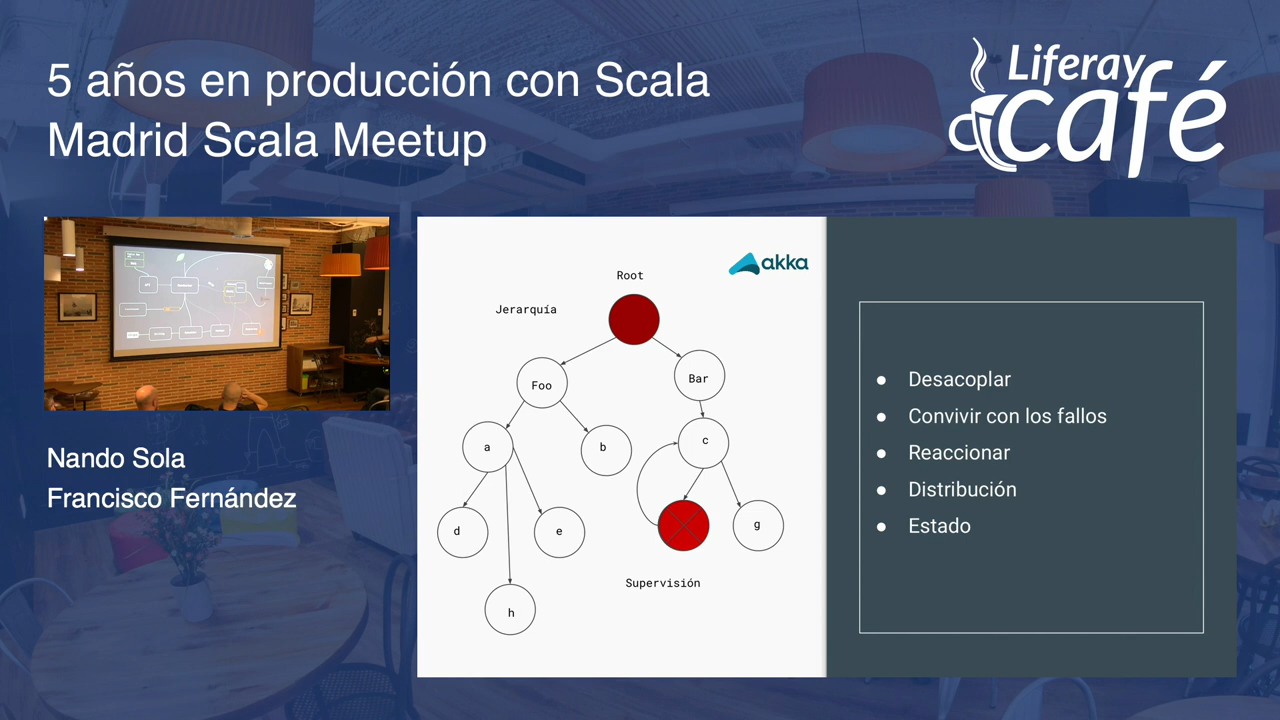 5 años en producción con Scala
Madrid Scala Meetup
Liferay
café
Nando Sola
Francisco Fernández
akka
Root
Jerarquía
Foo
Bar
a
b
c
d
e
g
h
Supervisión
Desacoplar
Convivir con los fallos
Reaccionar
Distribución
Estado